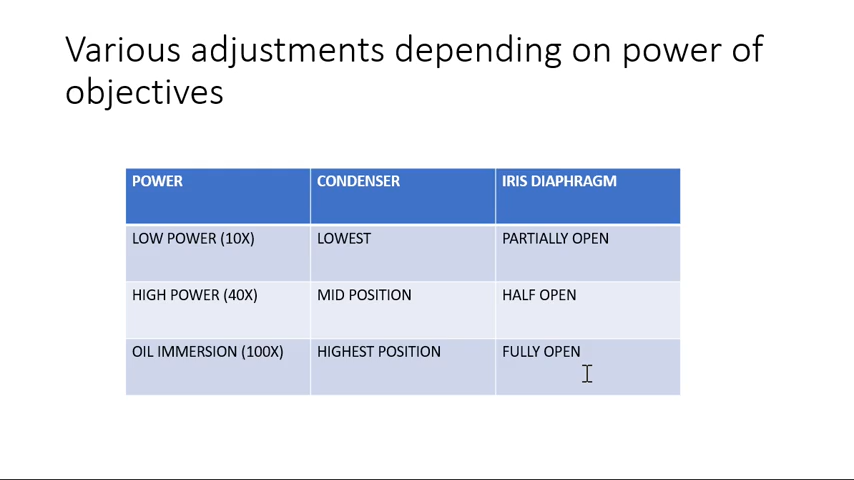 Various adjustments depending on power of
objectives
POWER CONDENSER IRIS DIAPHRAGM
LOW POWER (10X) LOWEST PARTIALLY OPEN
HIGH POWER (40X) MID POSITION HALF OPEN
OIL IMMERSION (100X) HIGHEST POSITION FULLY OPEN